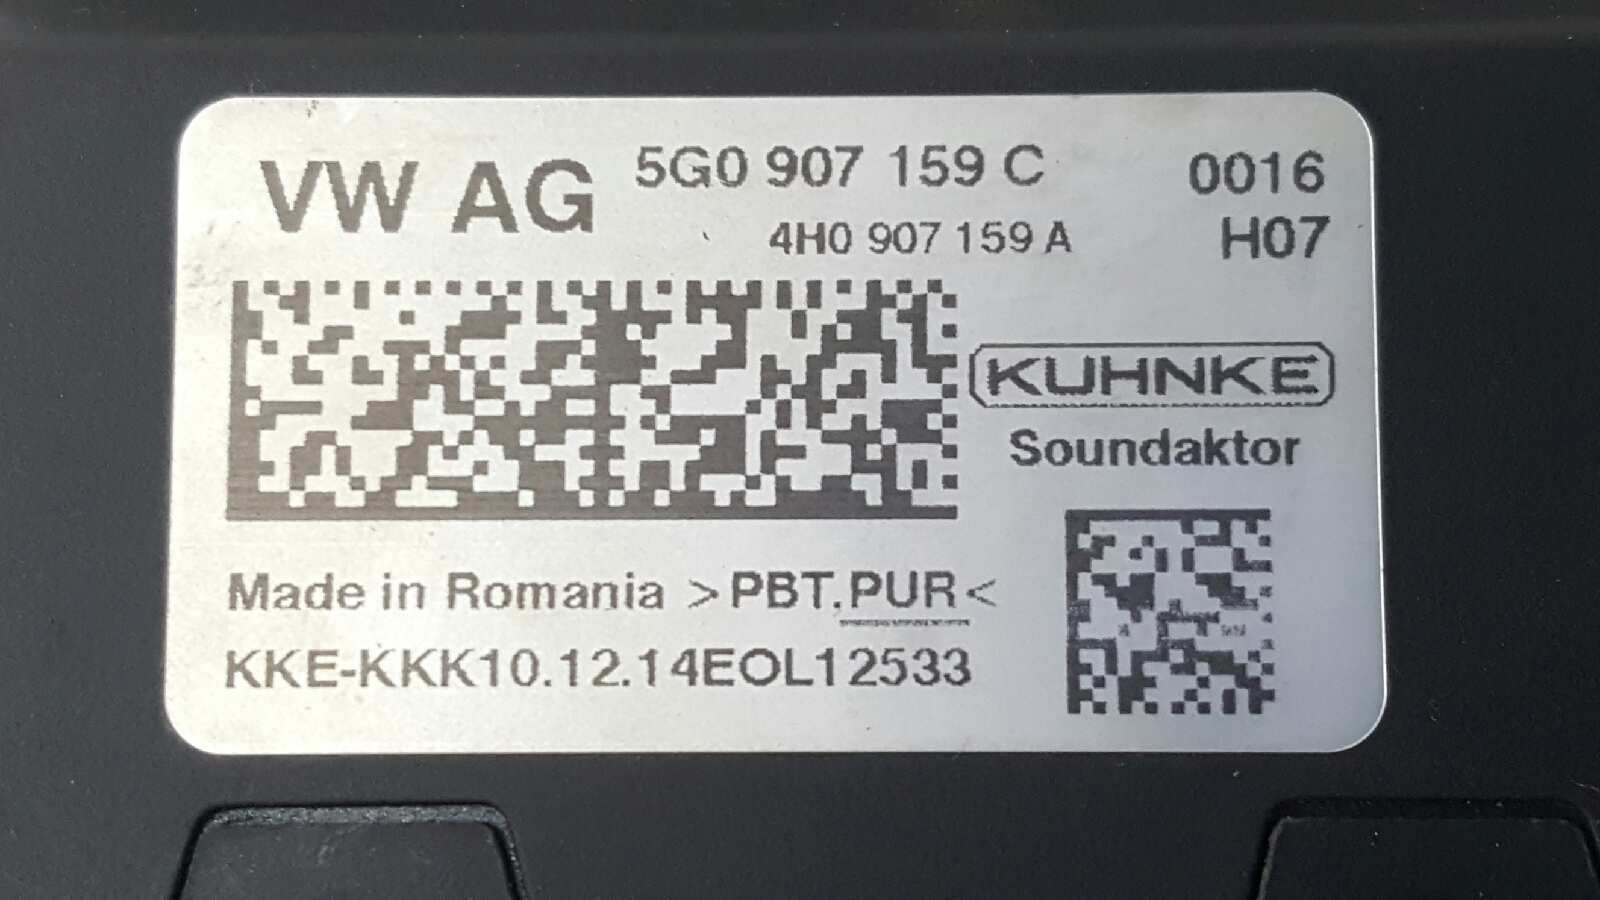 VW AG 5G0 907 159 C 0016
4H0 907 159 A H07
KUHNKE
Soundaktor
Made in Romania >PBT.PUR<
KKE-KKK10.12.14EOL12533